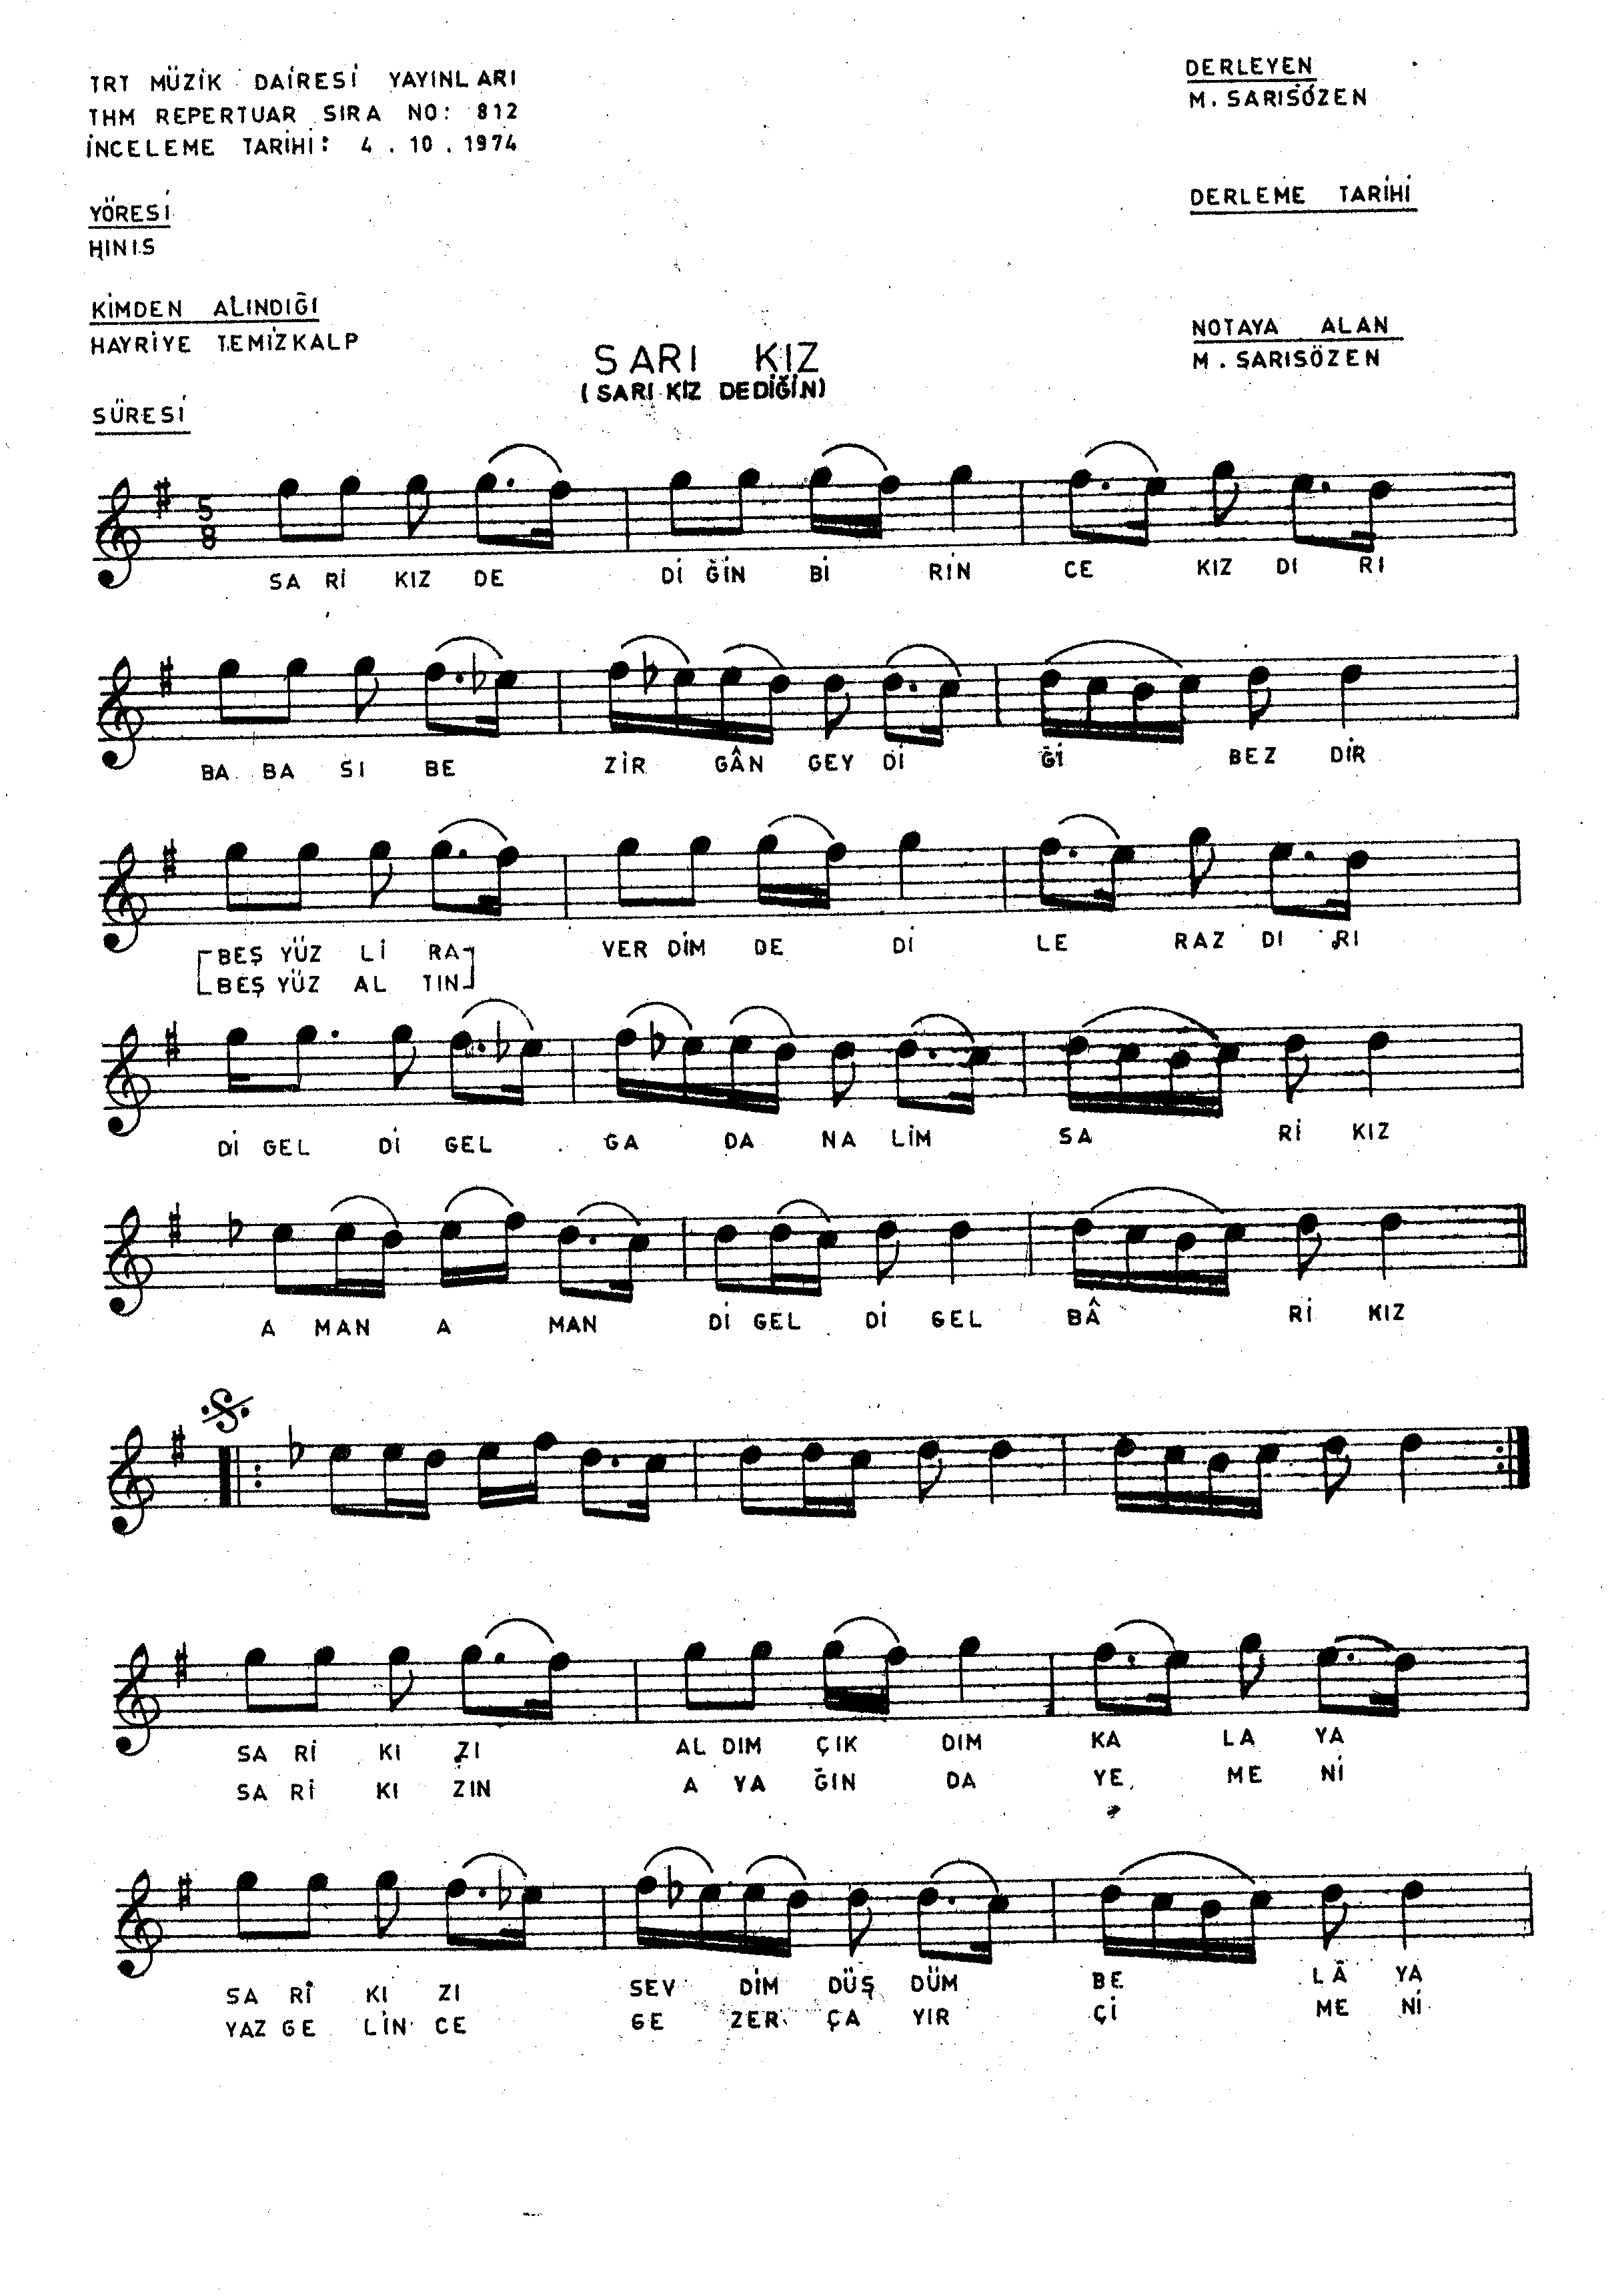 TRT MÜZİK DAİRESİ YAYINLARI
THM REPERTUAR SIRA NO: 812
İNCELEME TARİHİ: 4.10.1974
DERLEYEN
M. SARISÖZEN
YÖRESİ
HINIS
DERLEME TARİHİ
KİMDEN ALINDIĞI
HAYRİYE TEMİZKALP
NOTAYA ALAN
M. SARISÖZEN
SARI KIZ
(SARI KIZ DEDİĞİN)
SÜRESİ
5
8
SA Rİ KIZ DE Dİ ĞİN Bİ RİN CE KIZ DI RI
BA BA SI BE ZİR GÂN GEY Dİ Ğİ BEZ DİR
BEŞ YÜZ Lİ RA VER DİM DE Dİ LE RAZ DI RI
BEŞ YÜZ AL TIN
Dİ GEL Dİ GEL GA DA NA LİM SA Rİ KIZ
A MAN A MAN Dİ GEL Dİ GEL BÂ Rİ KIZ
SA Rİ KI ZI AL DIM ÇIK DIM KA LA YA
SA Rİ KI ZIN A YA ĞIN DA YE ME Nİ
SA Rİ KI ZI SEV DİM DÜŞ DÜM BE LÂ YA
YAZ GE LİN CE GE ZER ÇA YIR Çİ ME Nİ